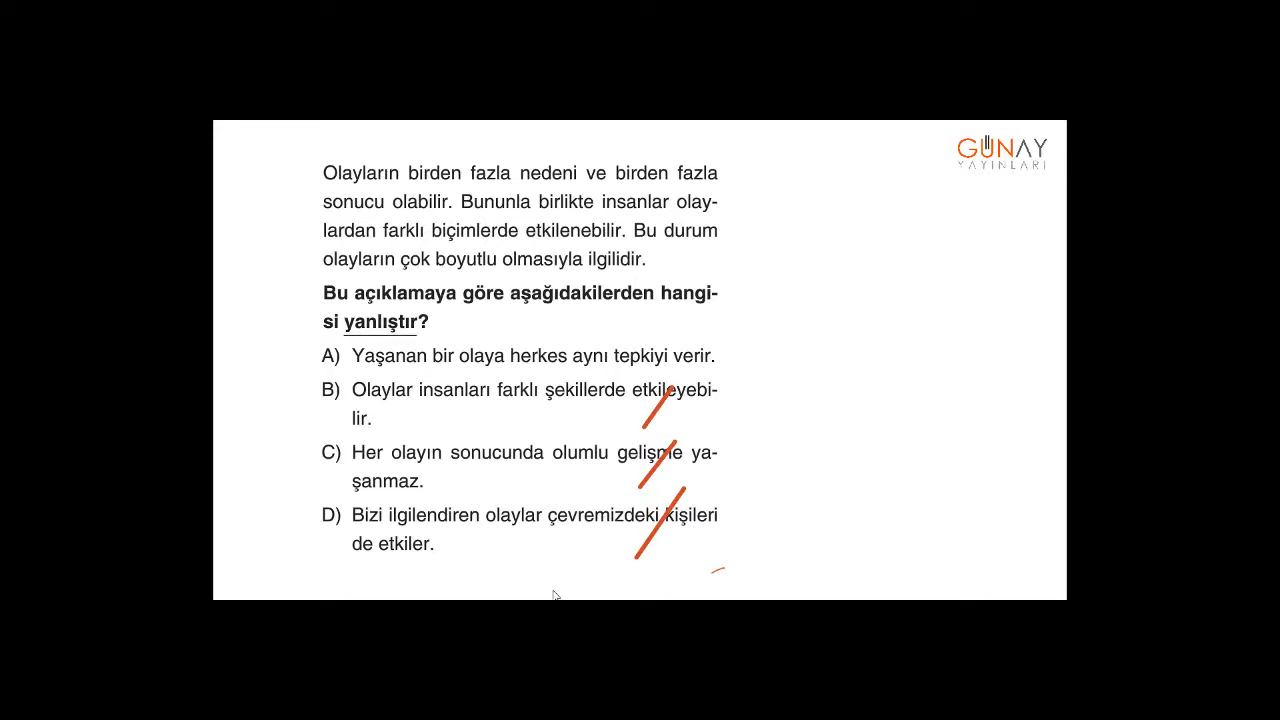 GÜNAY
YAYINLARI
Olayların birden fazla nedeni ve birden fazla
sonucu olabilir. Bununla birlikte insanlar olay-
lardan farklı biçimlerde etkilenebilir. Bu durum
olayların çok boyutlu olmasıyla ilgilidir.
Bu açıklamaya göre aşağıdakilerden hangi-
si yanlıştır?
A) Yaşanan bir olaya herkes aynı tepkiyi verir.
B) Olaylar insanları farklı şekillerde etkileyebi-
lir.
C) Her olayın sonucunda olumlu gelişme ya-
şanmaz.
D) Bizi ilgilendiren olaylar çevremizdeki kişileri
de etkiler.